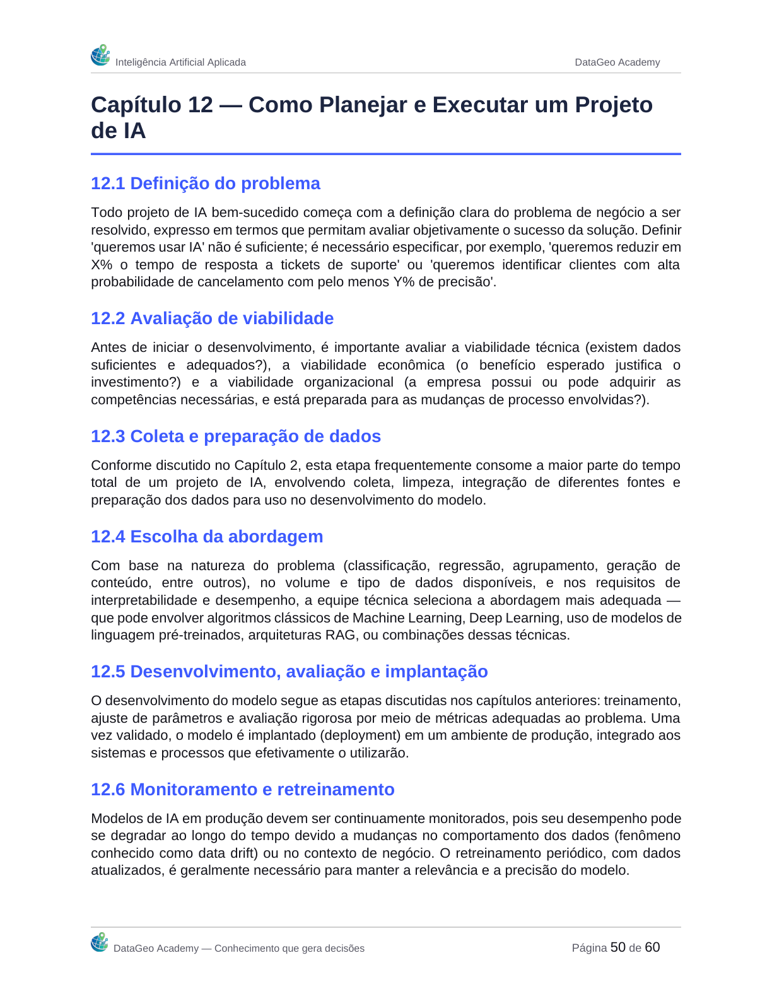 Inteligência Artificial Aplicada DataGeo Academy
Capítulo 12 — Como Planejar e Executar um Projeto
de IA
12.1 Definição do problema
Todo projeto de IA bem-sucedido começa com a definição clara do problema de negócio a ser
resolvido, expresso em termos que permitam avaliar objetivamente o sucesso da solução. Definir
'queremos usar IA' não é suficiente; é necessário especificar, por exemplo, 'queremos reduzir em
X% o tempo de resposta a tickets de suporte' ou 'queremos identificar clientes com alta
probabilidade de cancelamento com pelo menos Y% de precisão'.
12.2 Avaliação de viabilidade
Antes de iniciar o desenvolvimento, é importante avaliar a viabilidade técnica (existem dados
suficientes e adequados?), a viabilidade econômica (o benefício esperado justifica o
investimento?) e a viabilidade organizacional (a empresa possui ou pode adquirir as
competências necessárias, e está preparada para as mudanças de processo envolvidas?).
12.3 Coleta e preparação de dados
Conforme discutido no Capítulo 2, esta etapa frequentemente consome a maior parte do tempo
total de um projeto de IA, envolvendo coleta, limpeza, integração de diferentes fontes e
preparação dos dados para uso no desenvolvimento do modelo.
12.4 Escolha da abordagem
Com base na natureza do problema (classificação, regressão, agrupamento, geração de
conteúdo, entre outros), no volume e tipo de dados disponíveis, e nos requisitos de
interpretabilidade e desempenho, a equipe técnica seleciona a abordagem mais adequada —
que pode envolver algoritmos clássicos de Machine Learning, Deep Learning, uso de modelos de
linguagem pré-treinados, arquiteturas RAG, ou combinações dessas técnicas.
12.5 Desenvolvimento, avaliação e implantação
O desenvolvimento do modelo segue as etapas discutidas nos capítulos anteriores: treinamento,
ajuste de parâmetros e avaliação rigorosa por meio de métricas adequadas ao problema. Uma
vez validado, o modelo é implantado (deployment) em um ambiente de produção, integrado aos
sistemas e processos que efetivamente o utilizarão.
12.6 Monitoramento e retreinamento
Modelos de IA em produção devem ser continuamente monitorados, pois seu desempenho pode
se degradar ao longo do tempo devido a mudanças no comportamento dos dados (fenômeno
conhecido como data drift) ou no contexto de negócio. O retreinamento periódico, com dados
atualizados, é geralmente necessário para manter a relevância e a precisão do modelo.
DataGeo Academy — Conhecimento que gera decisões Página 50 de 60